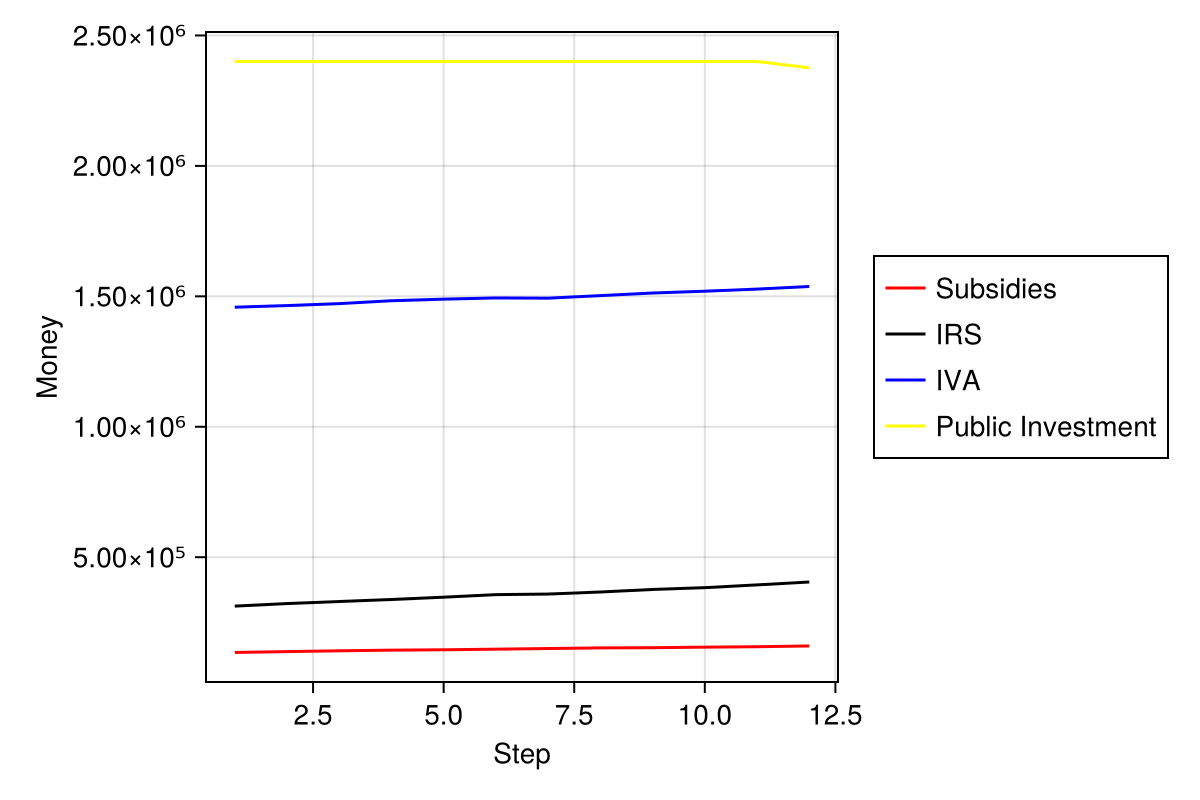 2.50×10⁶
2.00×10⁶
1.50×10⁶
1.00×10⁶
5.00×10⁵
Money
2.5 5.0 7.5 10.0 12.5
Step
Subsidies
IRS
IVA
Public Investment